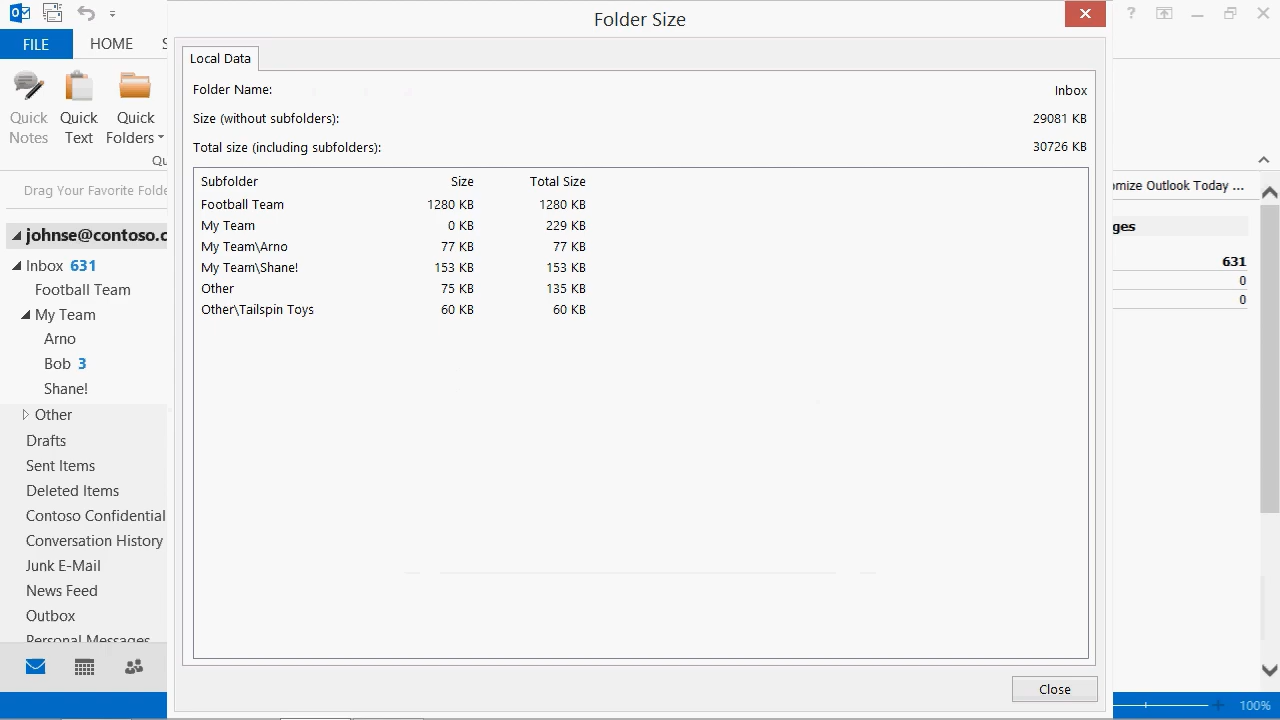 Folder Size
FILE
HOME
Quick Notes
Quick Text
Quick Folders
Drag Your Favorite Folde
johnse@contoso.c
Inbox 631
Football Team
My Team
Arno
Bob 3
Shane!
Other
Drafts
Sent Items
Deleted Items
Contoso Confidential
Conversation History
Junk E-Mail
News Feed
Outbox
Personal Messages
Local Data
Folder Name: Inbox
Size (without subfolders): 29081 KB
Total size (including subfolders): 30726 KB
Subfolder Size Total Size
Football Team 1280 KB 1280 KB
My Team 0 KB 229 KB
My Team\Arno 77 KB 77 KB
My Team\Shane! 153 KB 153 KB
Other 75 KB 135 KB
Other\Tailspin Toys 60 KB 60 KB
Close
mize Outlook Today ...
ges
631
0
0
100%